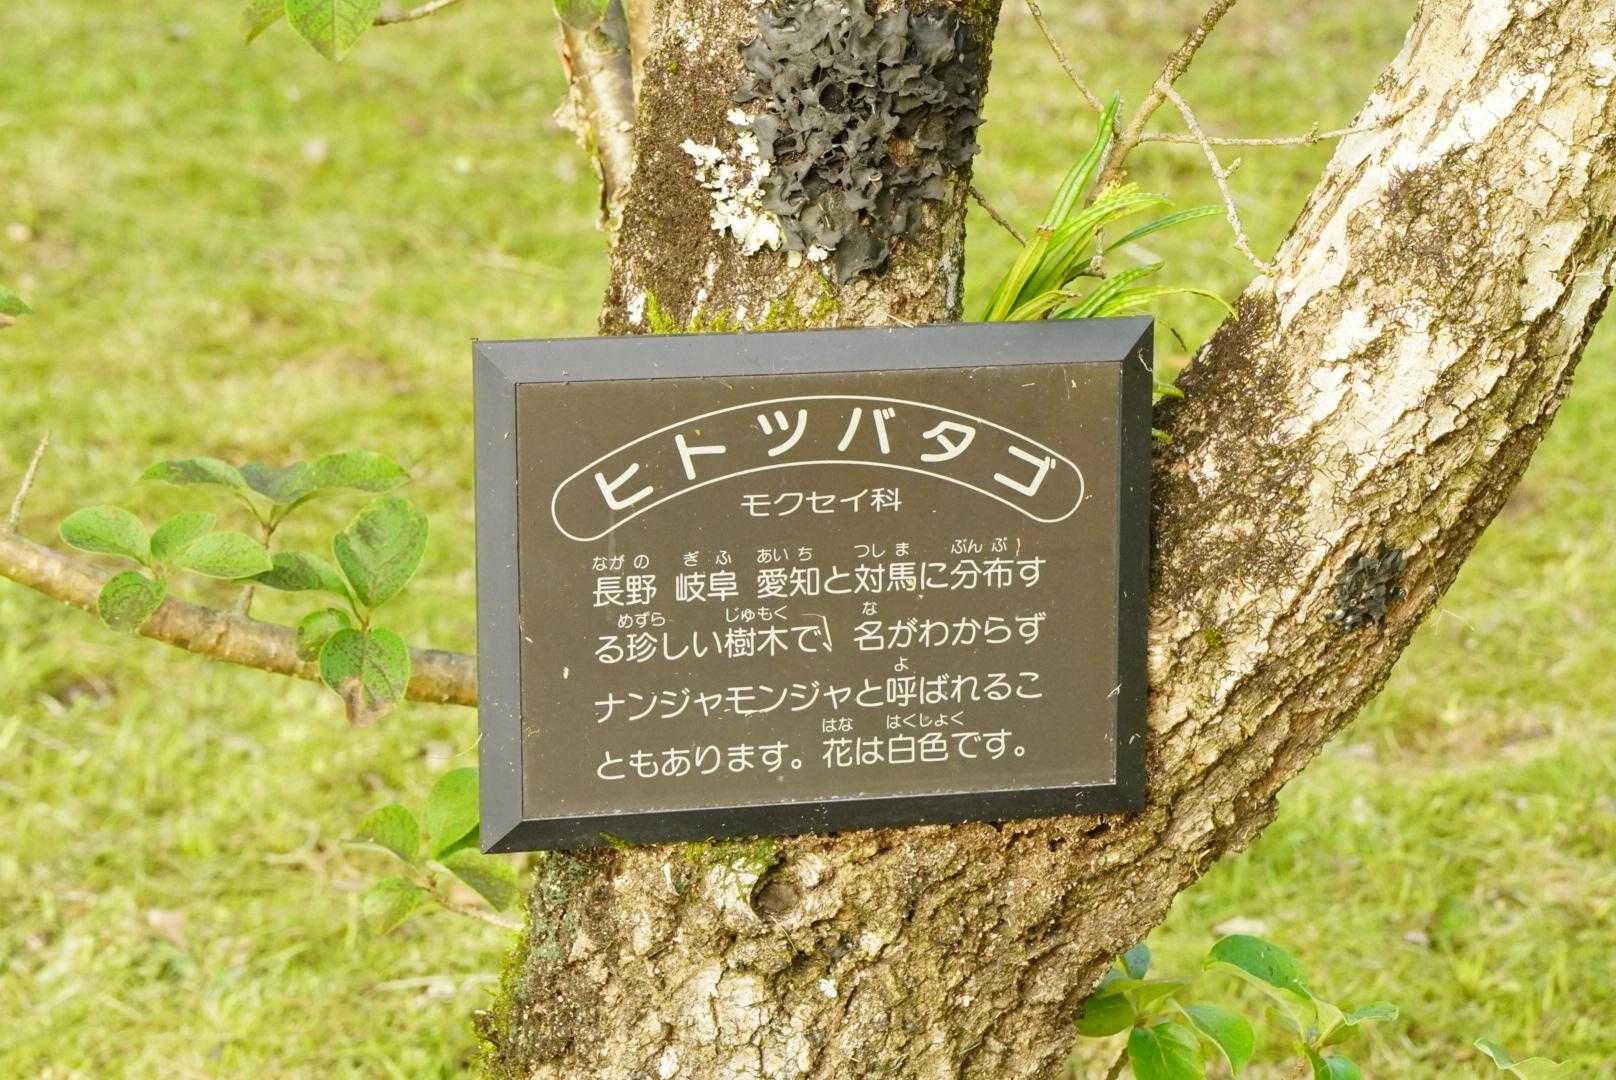 ヒトツバタゴ
モクセイ科
ながの ぎふ あいち つしま ぶんぷ
長野 岐阜 愛知と対馬に分布す
めずら じゅもく な
る珍しい樹木で、名がわからず
よ
ナンジャモンジャと呼ばれるこ
はな はくしょく
ともあります。花は白色です。